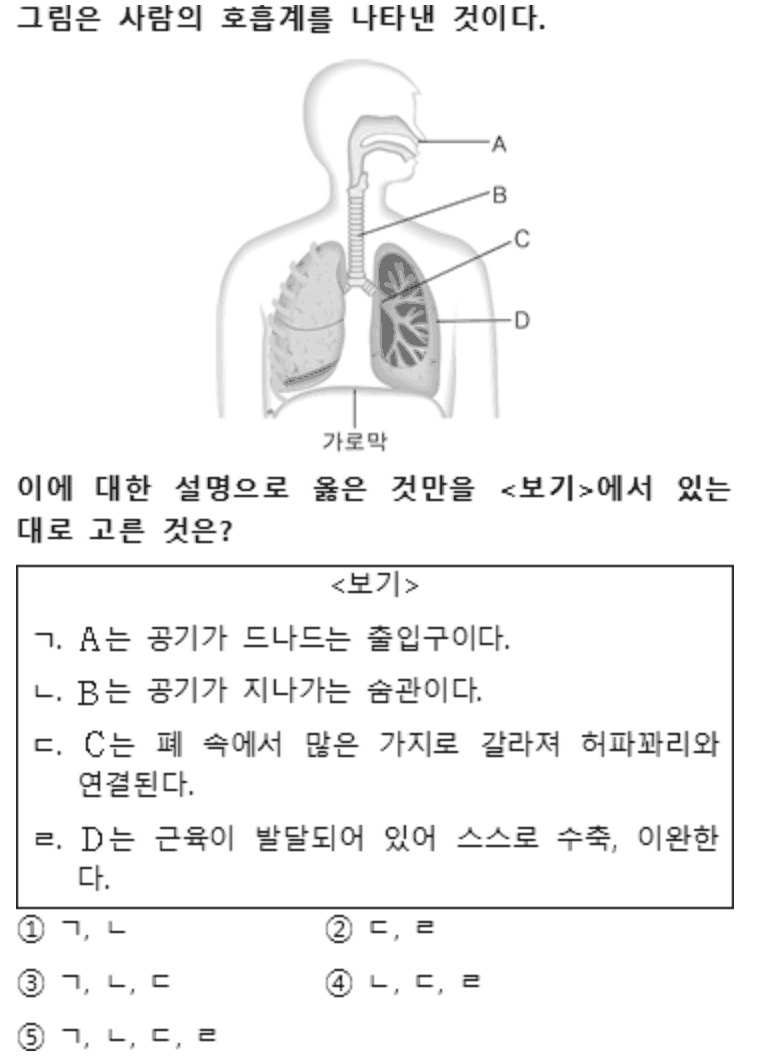 그림은 사람의 호흡계를 나타낸 것이다.
A
B
C
D
가로막
이에 대한 설명으로 옳은 것만을 <보기>에서 있는
대로 고른 것은?
<보기>
ㄱ. A는 공기가 드나드는 출입구이다.
ㄴ. B는 공기가 지나가는 숨관이다.
ㄷ. C는 폐 속에서 많은 가지로 갈라져 허파꽈리와
연결된다.
ㄹ. D는 근육이 발달되어 있어 스스로 수축, 이완한
다.
① ㄱ, ㄴ ② ㄷ, ㄹ
③ ㄱ, ㄴ, ㄷ ④ ㄴ, ㄷ, ㄹ
⑤ ㄱ, ㄴ, ㄷ, ㄹ